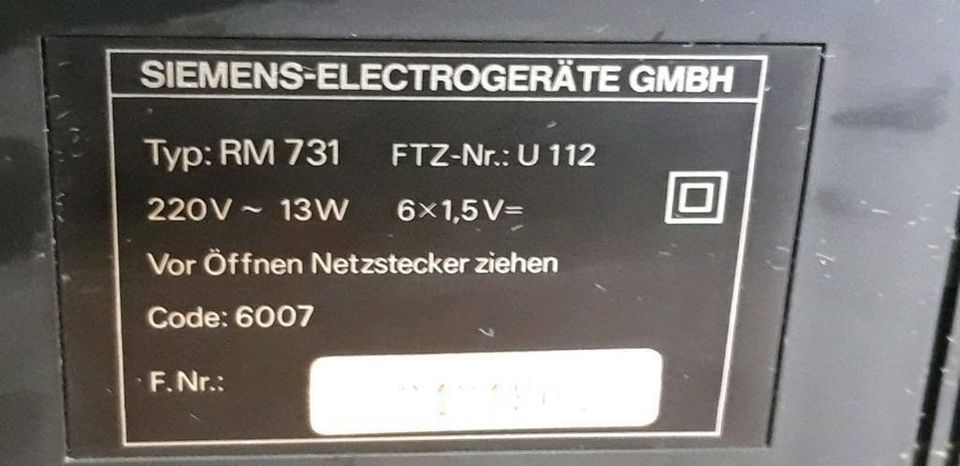 SIEMENS-ELECTROGERÄTE GMBH
Typ: RM 731 FTZ-Nr.: U 112
220V ~ 13W 6×1,5V=
Vor Öffnen Netzstecker ziehen
Code: 6007
F.Nr.: